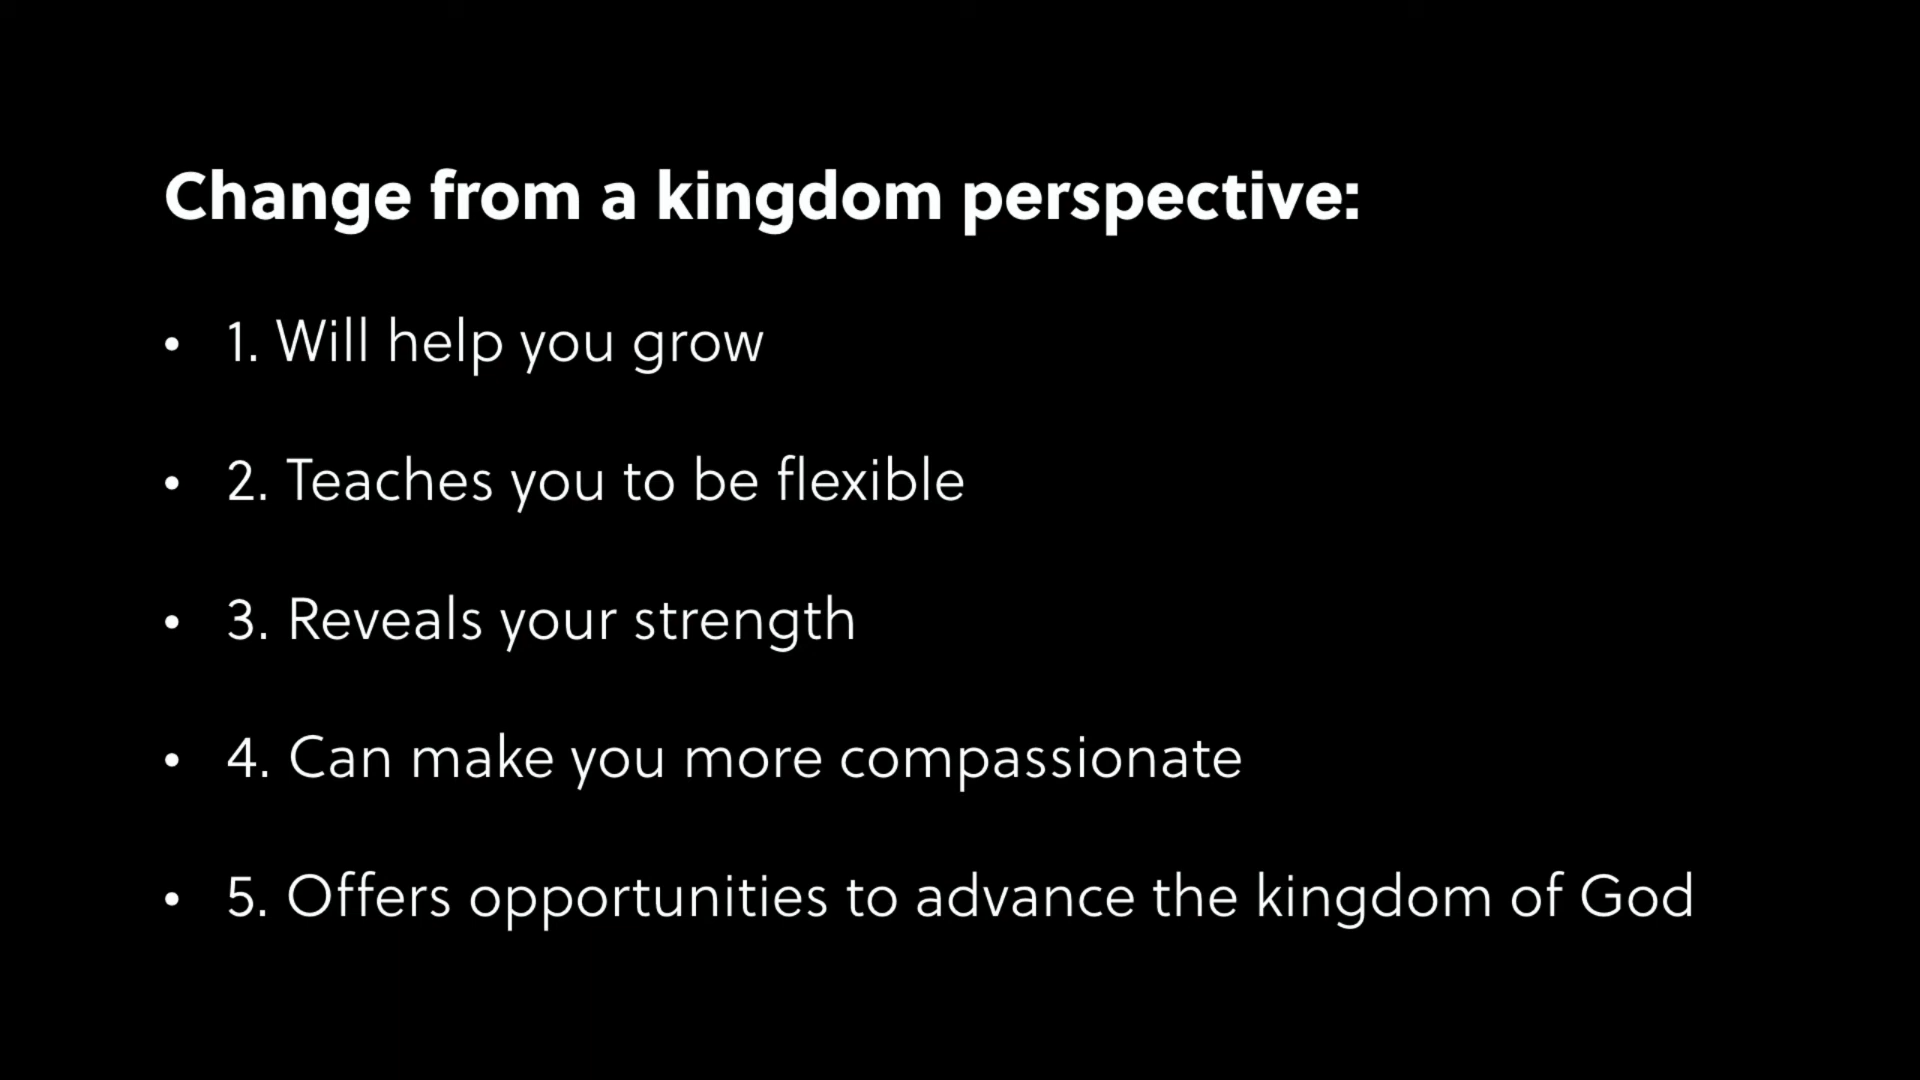 Change from a kingdom perspective:
• 1. Will help you grow
• 2. Teaches you to be flexible
• 3. Reveals your strength
• 4. Can make you more compassionate
• 5. Offers opportunities to advance the kingdom of God